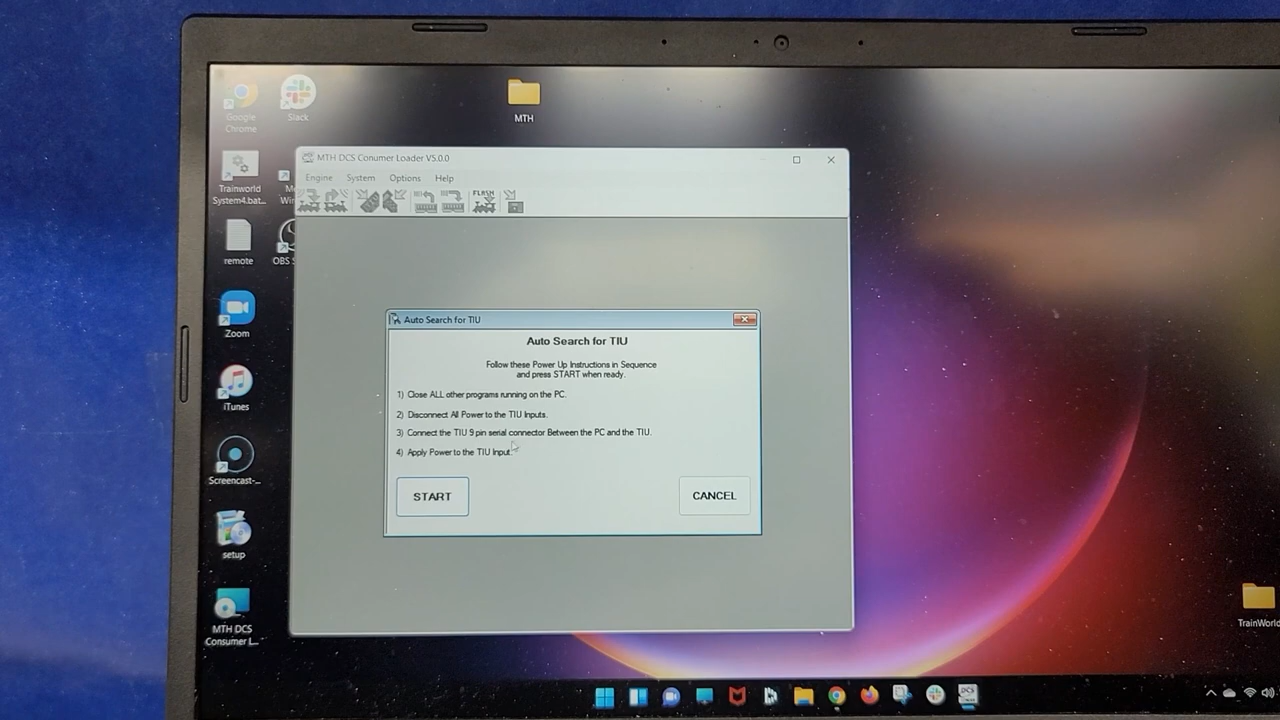 Google
Chrome
Slack
MTH
Trainworld
System4.bat...
remote
Zoom
iTunes
Screencast-...
setup
MTH DCS
Consumer L...
MTH DCS Conumer Loader V5.0.0
Engine System Options Help
FLASH
Auto Search for TIU
Auto Search for TIU
Follow these Power Up Instructions in Sequence
and press START when ready.
1) Close ALL other programs running on the PC.
2) Disconnect All Power to the TIU Inputs.
3) Connect the TIU 9 pin serial connector Between the PC and the TIU.
4) Apply Power to the TIU Input.
START
CANCEL
TrainWorld
DCS